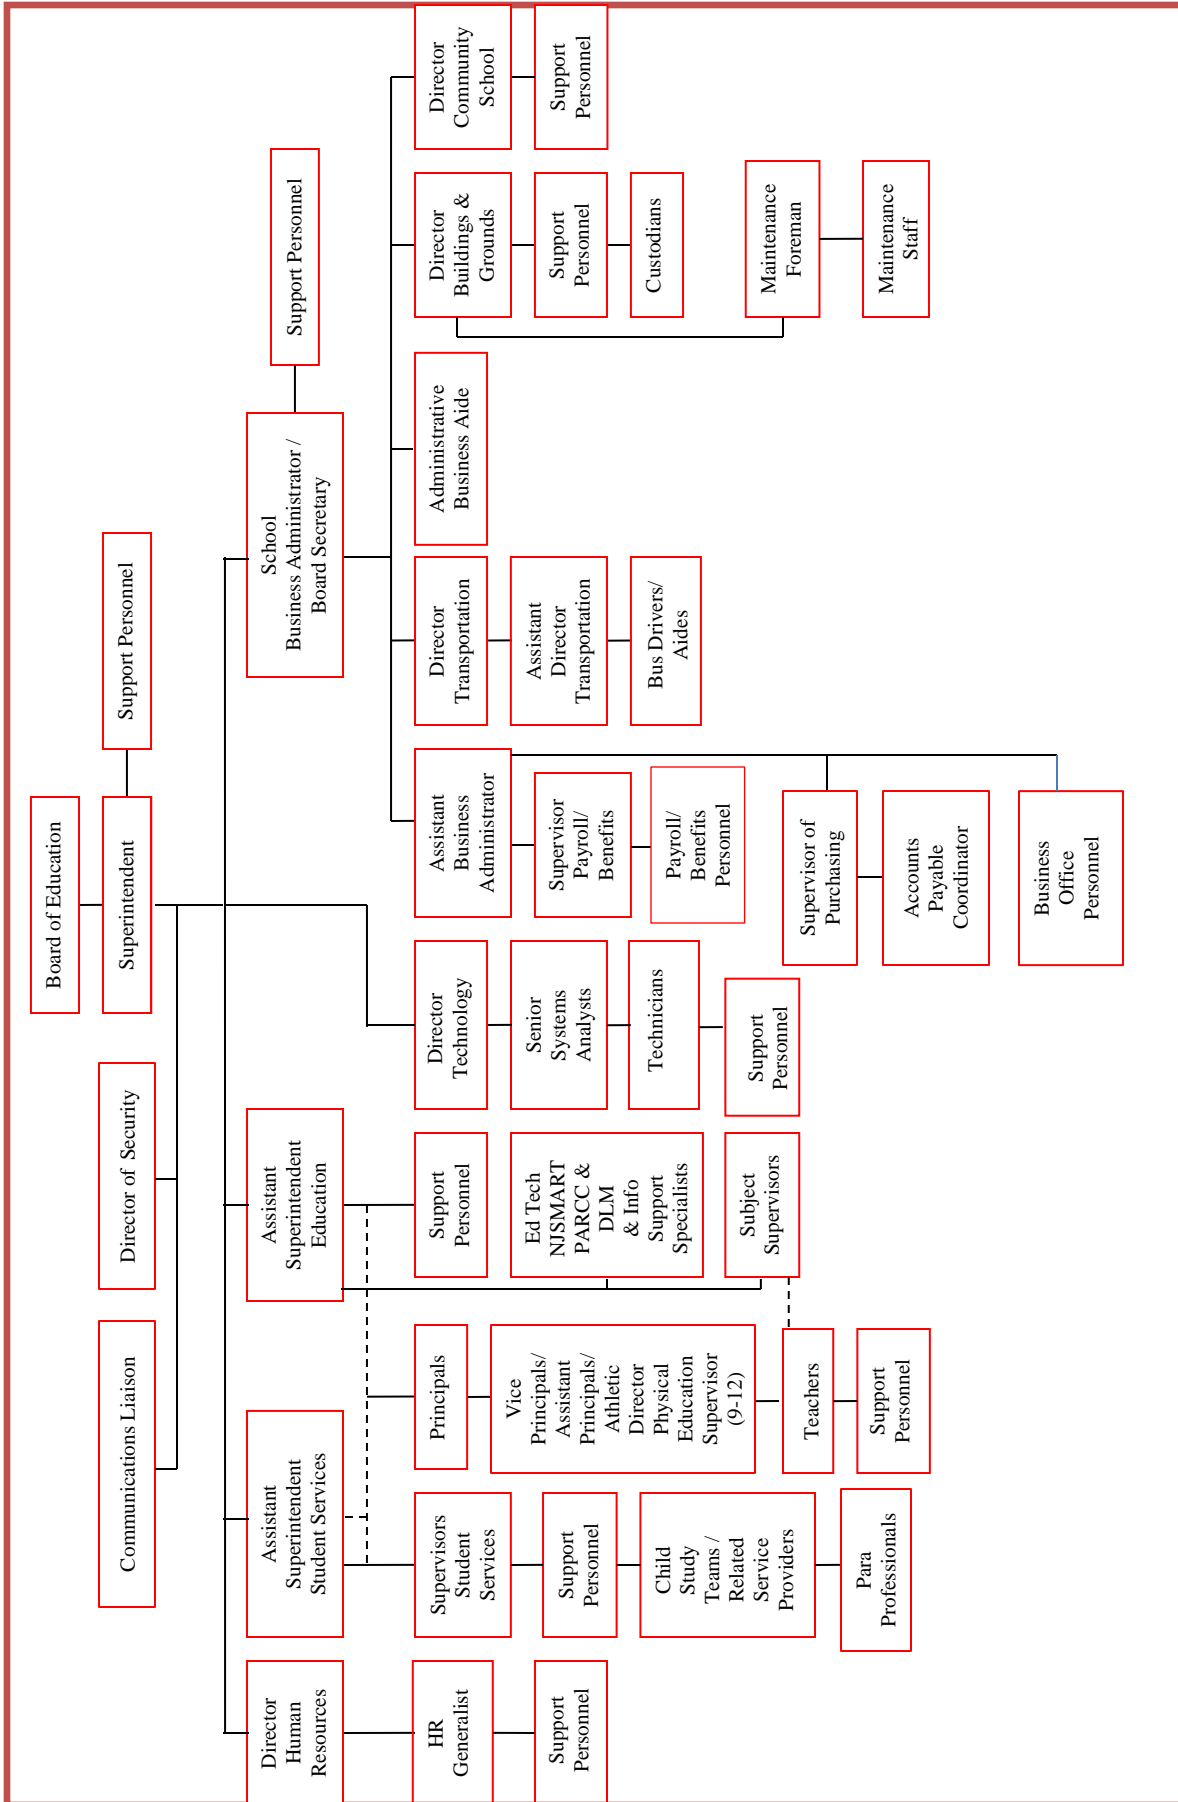 Board of Education
Superintendent
Support Personnel
Communications Liaison
Director of Security
Director
Human
Resources
Assistant
Superintendent
Student Services
Assistant
Superintendent
Education
School
Business Administrator /
Board Secretary
Support Personnel
HR
Generalist
Support
Personnel
Supervisors
Student
Services
Support
Personnel
Child
Study
Teams /
Related
Service
Providers
Para
Professionals
Principals
Vice
Principals/
Assistant
Principals/
Athletic
Director
Physical
Education
Supervisor
(9-12)
Teachers
Support
Personnel
Support
Personnel
Ed Tech
NJSMART
PARCC &
DLM
& Info
Support
Specialists
Subject
Supervisors
Director
Technology
Senior
Systems
Analysts
Technicians
Support
Personnel
Assistant
Business
Administrator
Supervisor
Payroll/
Benefits
Payroll/
Benefits
Personnel
Supervisor of
Purchasing
Accounts
Payable
Coordinator
Business
Office
Personnel
Director
Transportation
Assistant
Director
Transportation
Bus Drivers/
Aides
Administrative
Business Aide
Director
Buildings &
Grounds
Support
Personnel
Custodians
Maintenance
Foreman
Maintenance
Staff
Director
Community
School
Support
Personnel